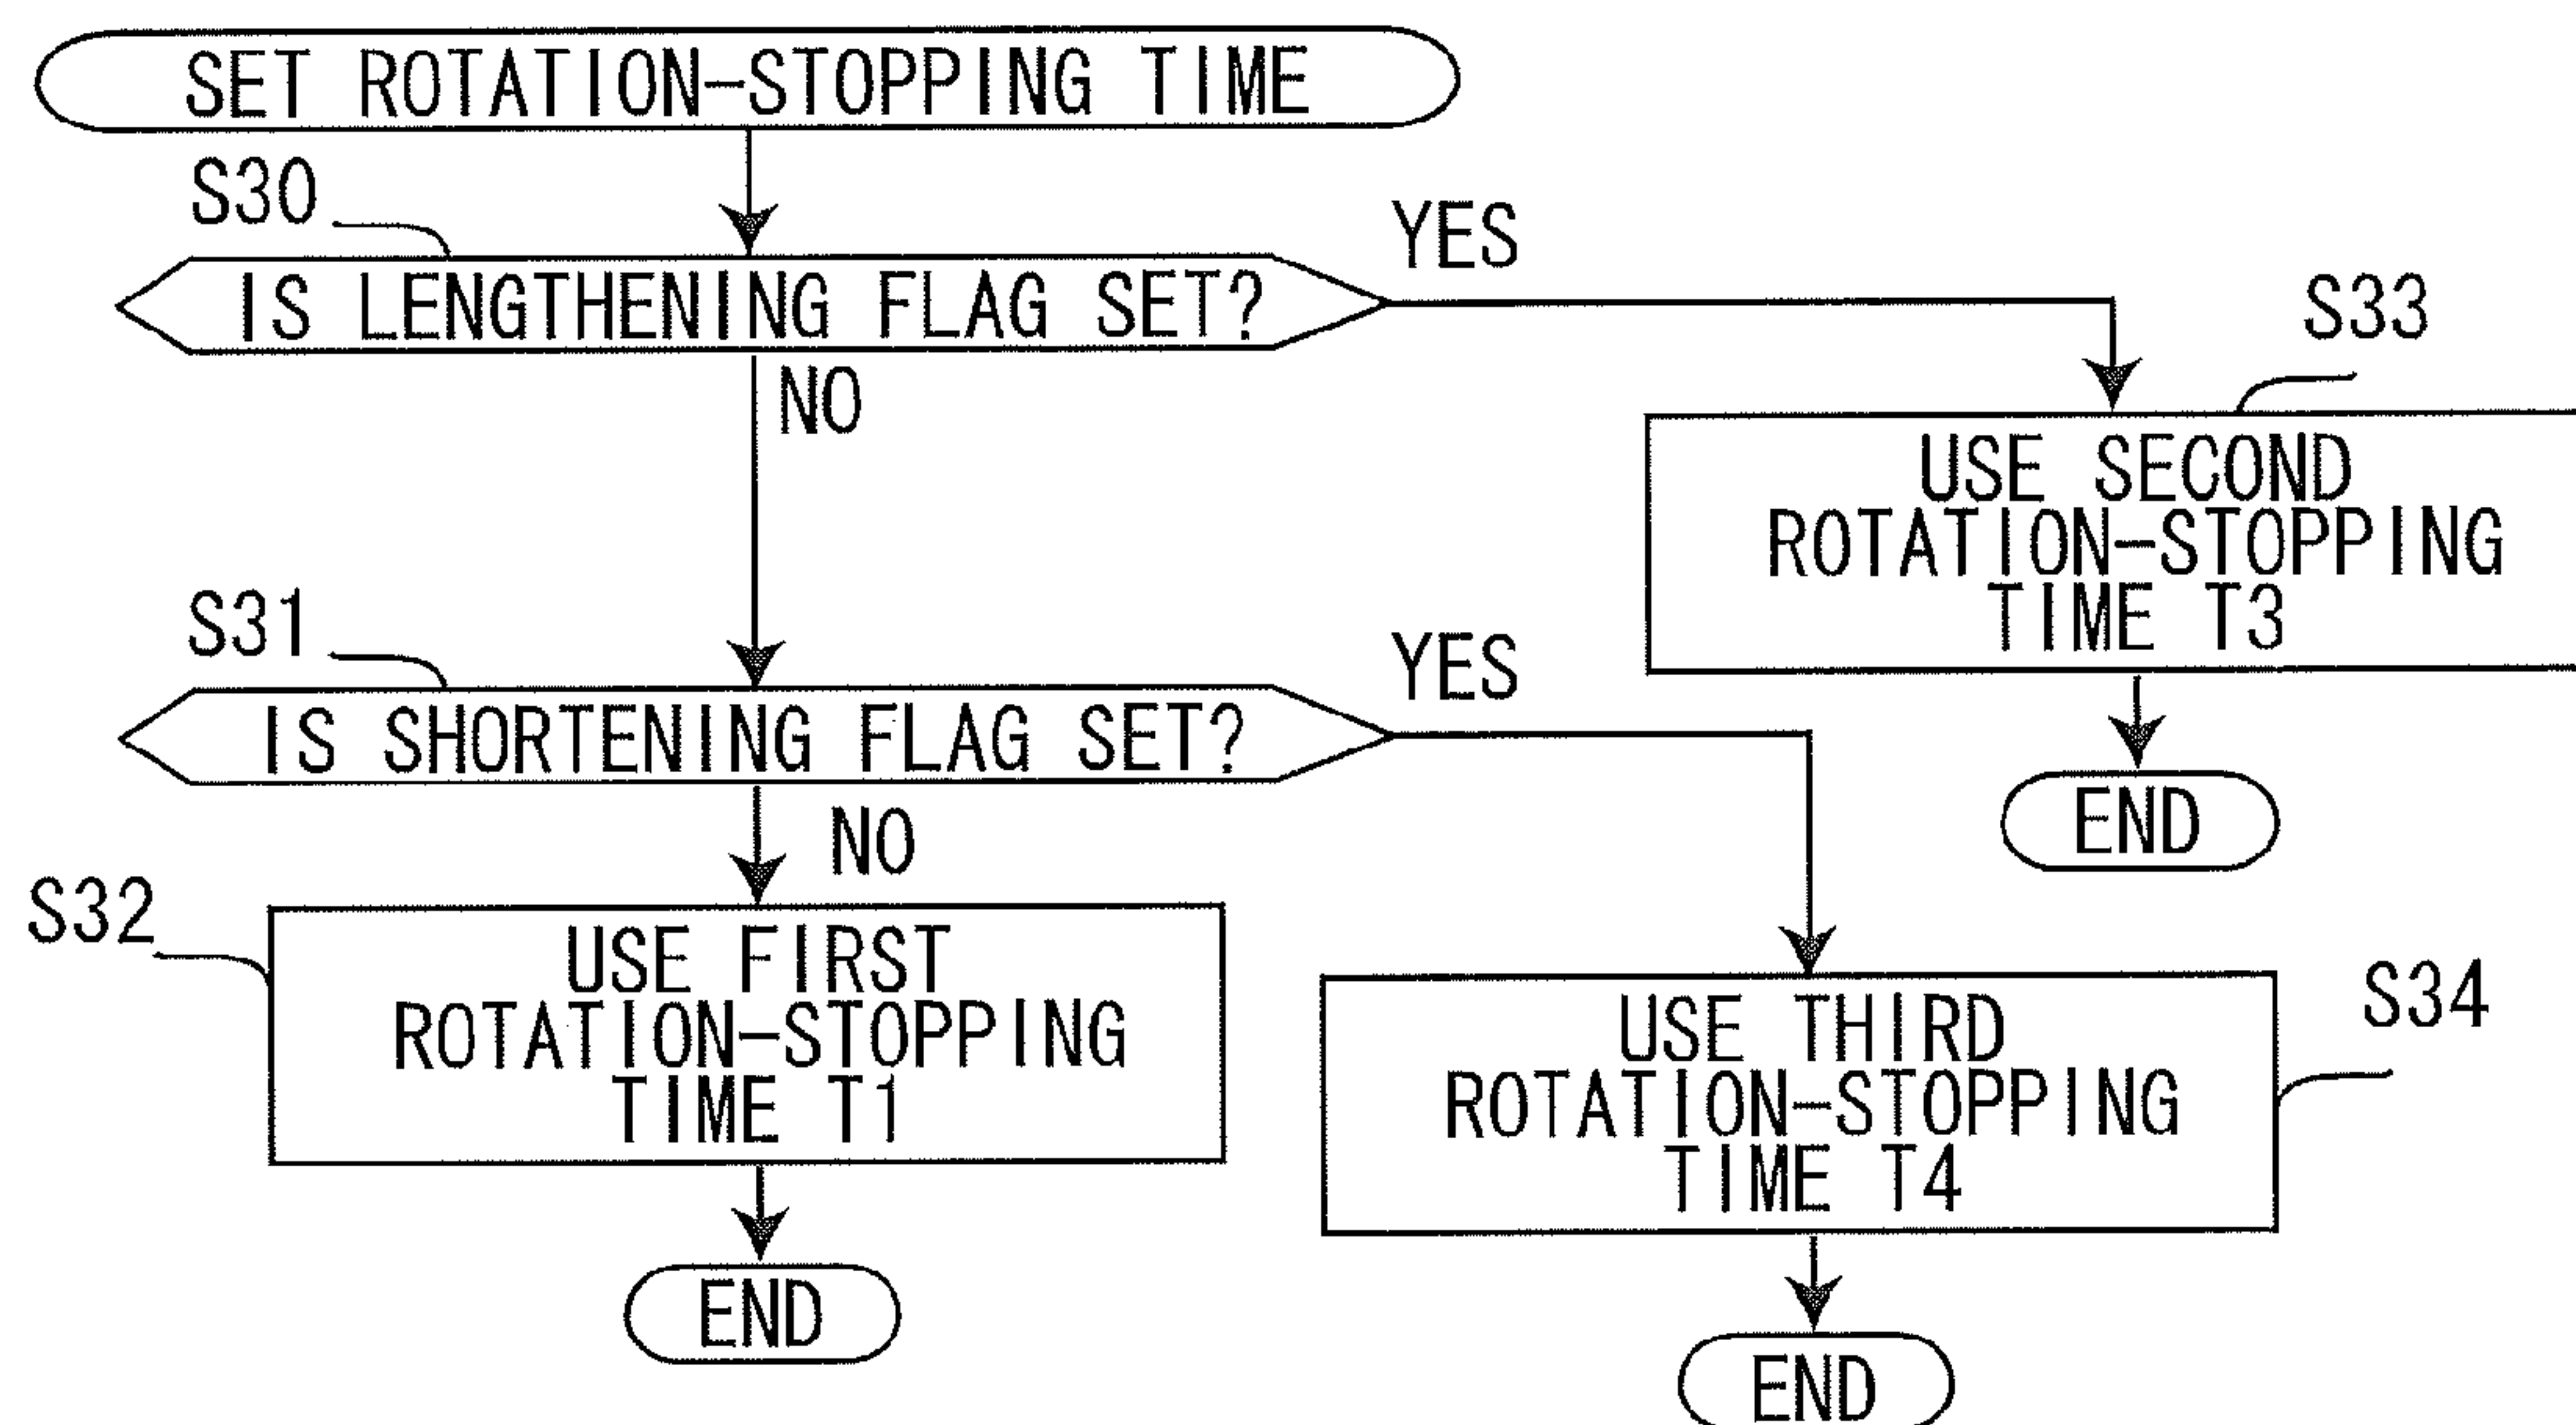 SET ROTATION-STOPPING TIME
S30
IS LENGTHENING FLAG SET?
YES
NO
S33
USE SECOND
ROTATION-STOPPING
TIME T3
END
S31
IS SHORTENING FLAG SET?
YES
NO
S32
USE FIRST
ROTATION-STOPPING
TIME T1
END
S34
USE THIRD
ROTATION-STOPPING
TIME T4
END